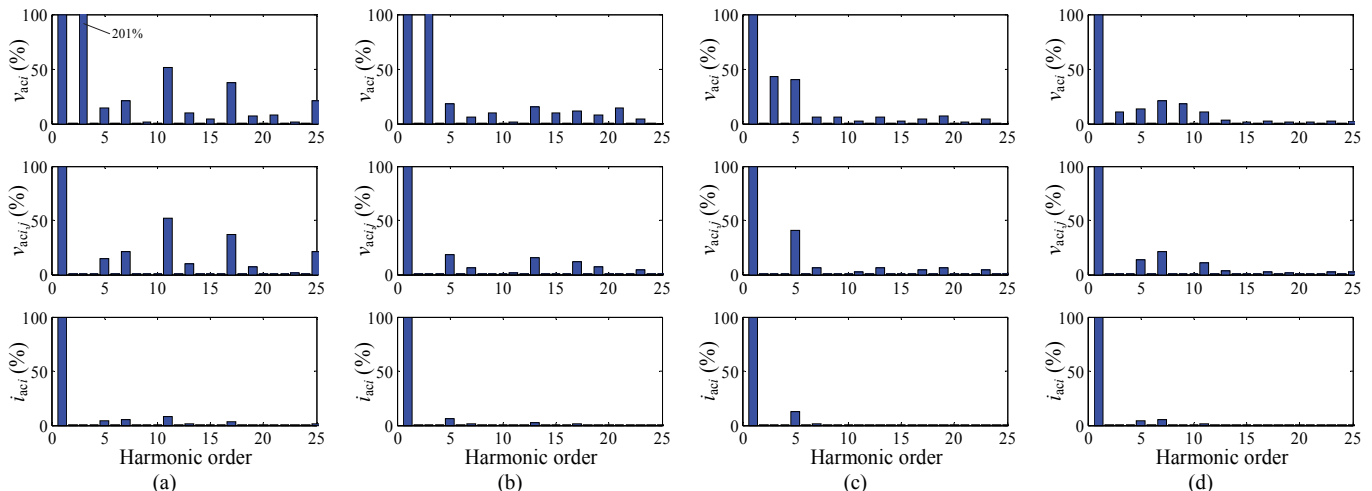 100 50 0 0 5 10 15 20 25 v_aci (%) 201%
100 50 0 0 5 10 15 20 25 v_aci (%)
100 50 0 0 5 10 15 20 25 v_aci (%)
100 50 0 0 5 10 15 20 25 v_aci (%)
100 50 0 0 5 10 15 20 25 v_aci,j (%)
100 50 0 0 5 10 15 20 25 v_aci,j (%)
100 50 0 0 5 10 15 20 25 v_aci,j (%)
100 50 0 0 5 10 15 20 25 v_aci,j (%)
100 50 0 0 5 10 15 20 25 i_aci (%)
100 50 0 0 5 10 15 20 25 i_aci (%)
100 50 0 0 5 10 15 20 25 i_aci (%)
100 50 0 0 5 10 15 20 25 i_aci (%)
Harmonic order Harmonic order Harmonic order Harmonic order
(a) (b) (c) (d)